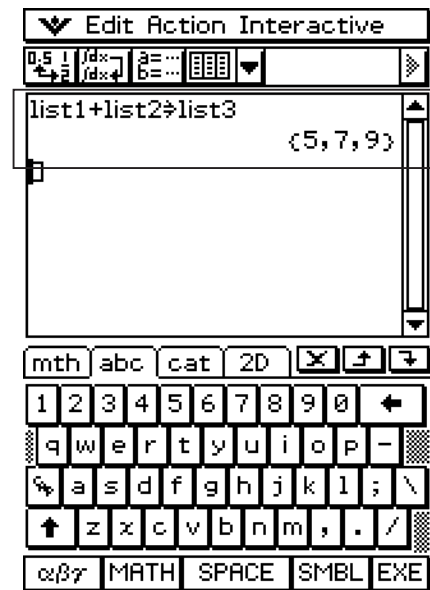 Edit Action Interactive
list1+list2⇒list3
{5,7,9}
mth abc cat 2D
1 2 3 4 5 6 7 8 9 0
q w e r t y u i o p -
a s d f g h j k l ; \
z x c v b n m , . /
αβγ MATH SPACE SMBL EXE